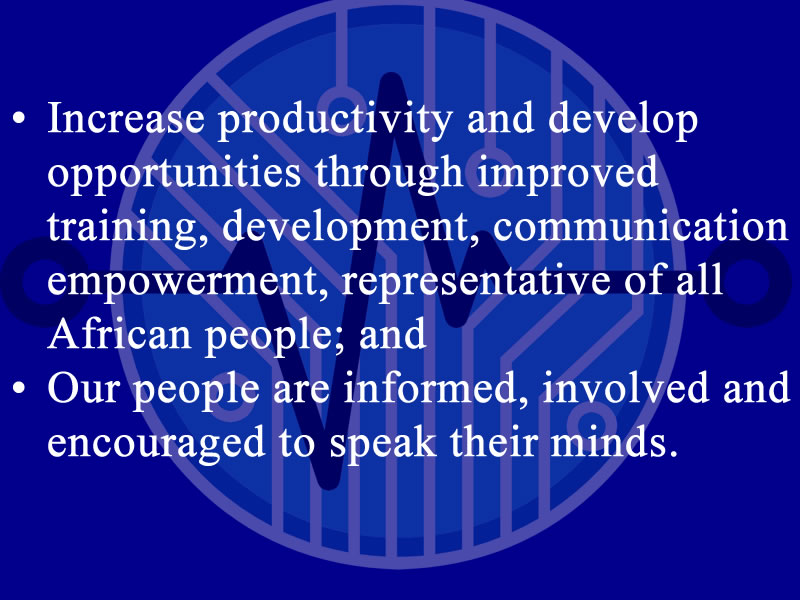 • Increase productivity and develop
opportunities through improved
training, development, communication
empowerment, representative of all
African people; and
• Our people are informed, involved and
encouraged to speak their minds.